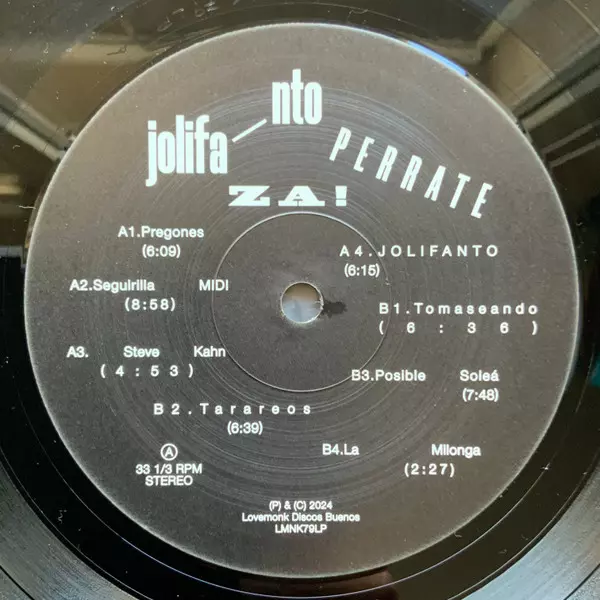 jolifa—nto
PERRATE
ZA!
A1.Pregones
(6:09)
A2.Seguirilla MIDI
(8:58)
A3. Steve Kahn
(4:53)
A4.JOLIFANTO
(6:15)
B1.Tomaseando
(6:36)
B2.Tarareos
(6:39)
B3.Posible Soleá
(7:48)
B4.La Milonga
(2:27)
A
33 1/3 RPM
STEREO
(P) & (C) 2024
Lovemonk Discos Buenos
LMNK79LP